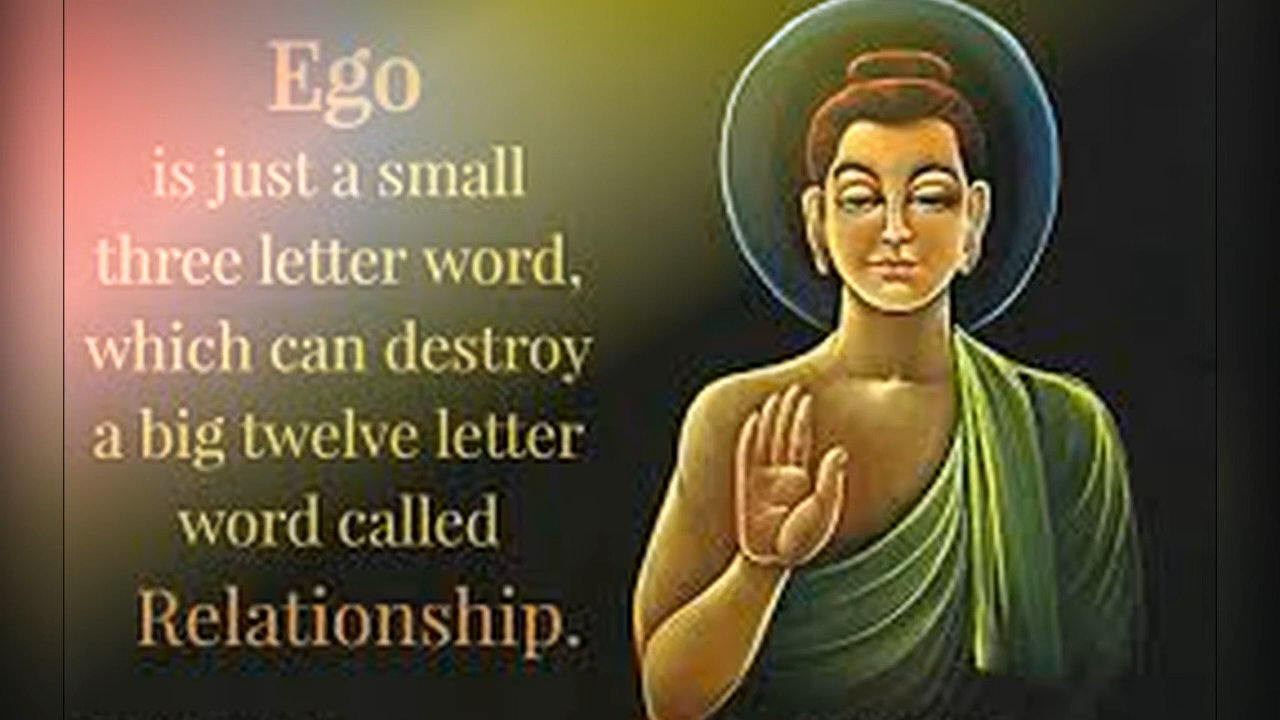 Ego
is just a small
three letter word,
which can destroy
a big twelve letter
word called
Relationship.